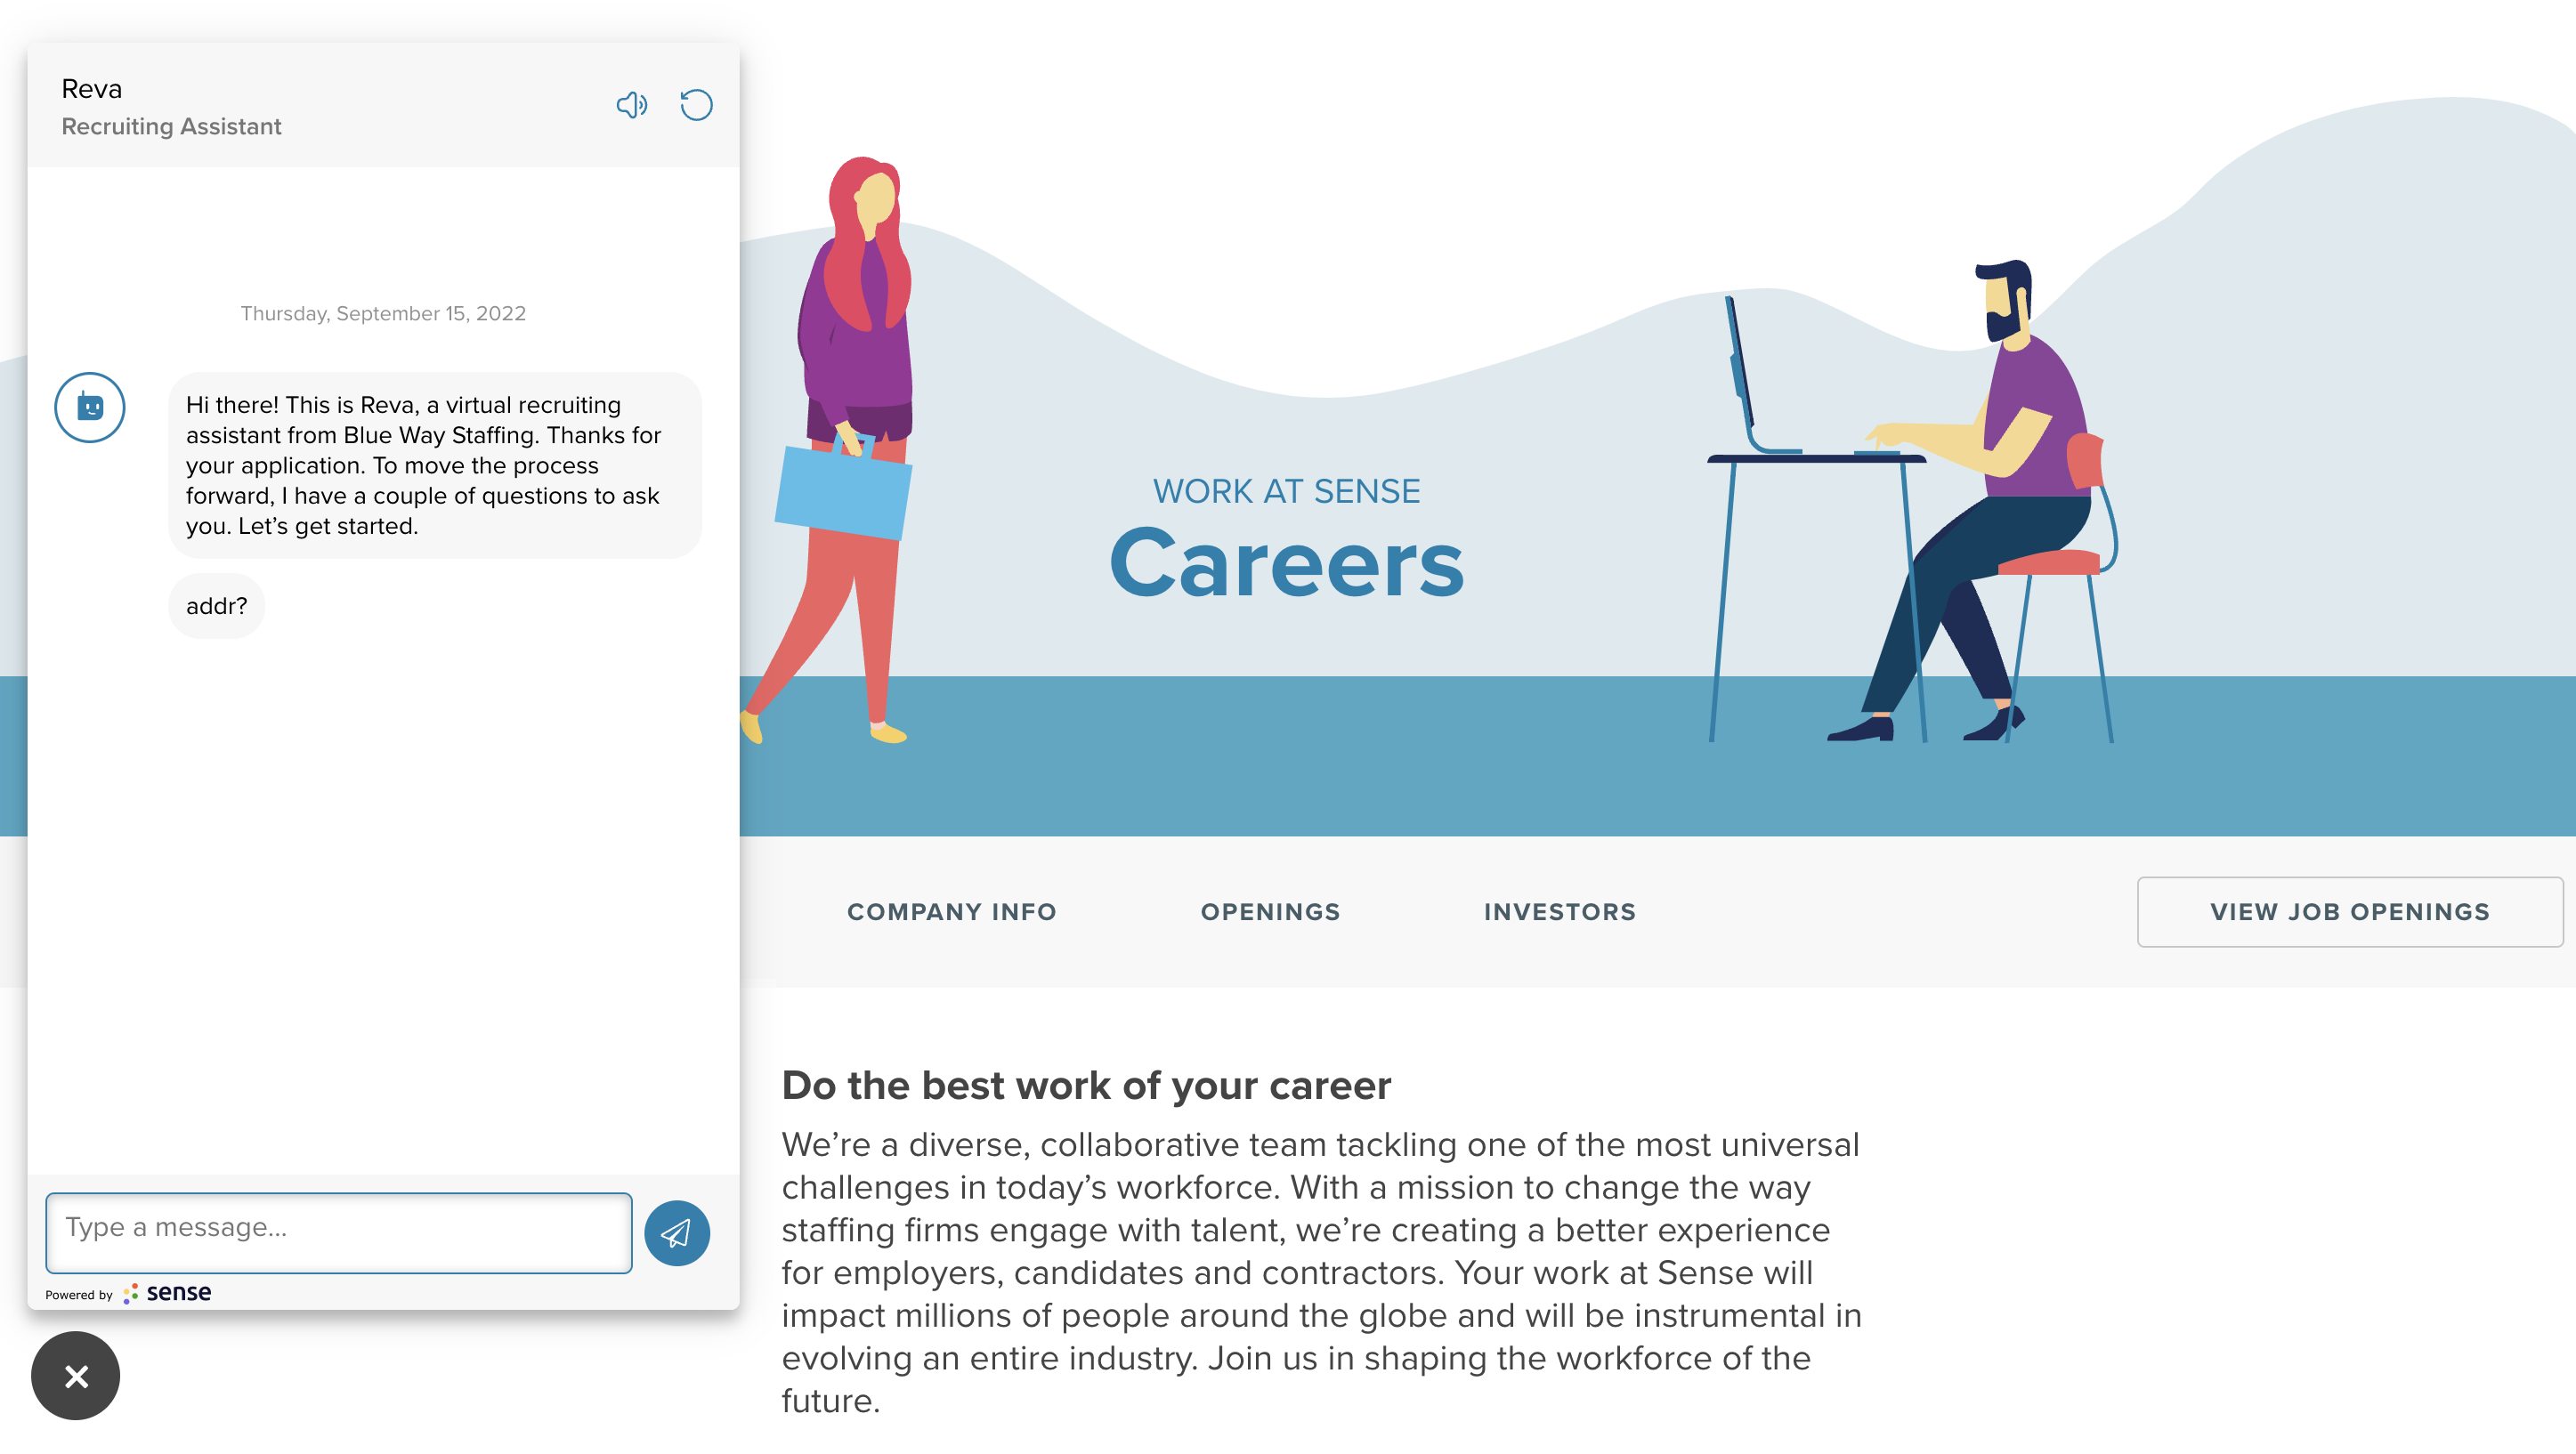 Reva
Recruiting Assistant
Thursday, September 15, 2022
Hi there! This is Reva, a virtual recruiting
assistant from Blue Way Staffing. Thanks for
your application. To move the process
forward, I have a couple of questions to ask
you. Let’s get started.
addr?
Type a message...
Powered by sense
WORK AT SENSE
Careers
COMPANY INFO
OPENINGS
INVESTORS
VIEW JOB OPENINGS
Do the best work of your career
We’re a diverse, collaborative team tackling one of the most universal
challenges in today’s workforce. With a mission to change the way
staffing firms engage with talent, we’re creating a better experience
for employers, candidates and contractors. Your work at Sense will
impact millions of people around the globe and will be instrumental in
evolving an entire industry. Join us in shaping the workforce of the
future.